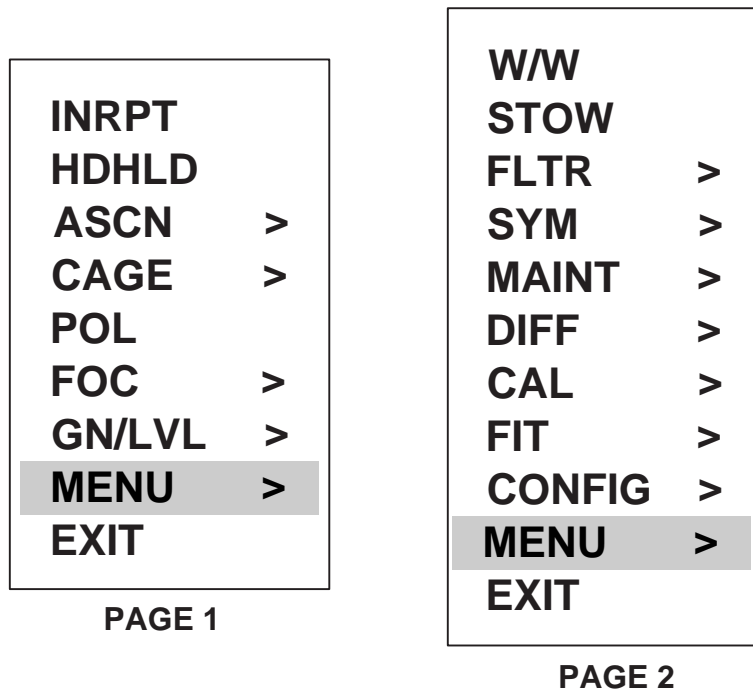 INRPT
HDHLD
ASCN >
CAGE >
POL
FOC >
GN/LVL >
MENU >
EXIT
PAGE 1
W/W
STOW
FLTR >
SYM >
MAINT >
DIFF >
CAL >
FIT >
CONFIG >
MENU >
EXIT
PAGE 2